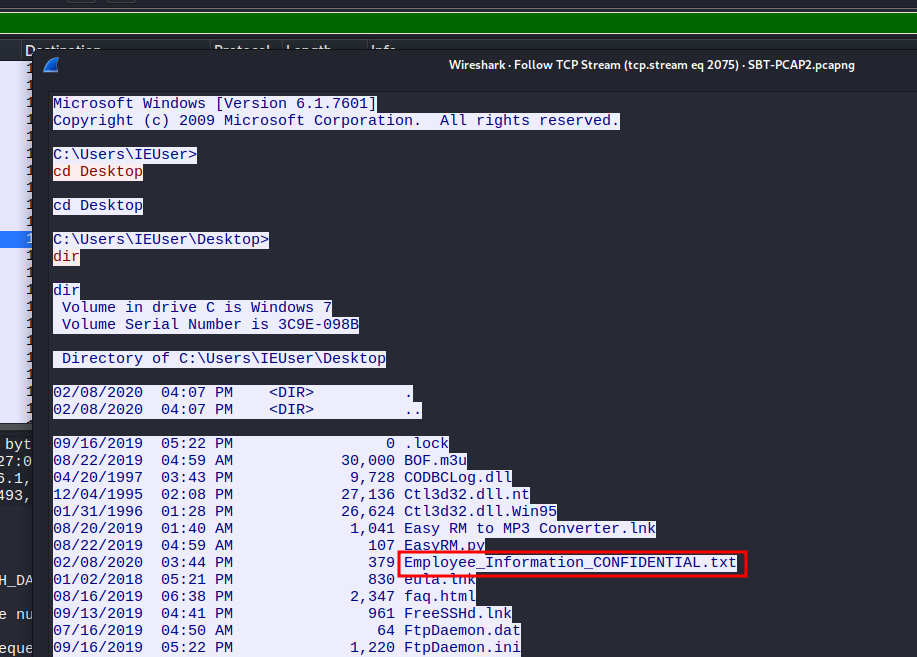 Destination Protocol Length Info
Wireshark · Follow TCP Stream (tcp.stream eq 2075) · SBT-PCAP2.pcapng
Microsoft Windows [Version 6.1.7601]
Copyright (c) 2009 Microsoft Corporation.  All rights reserved.
C:\Users\IEUser>
cd Desktop
cd Desktop
C:\Users\IEUser\Desktop>
dir
dir
 Volume in drive C is Windows 7
 Volume Serial Number is 3C9E-098B
 Directory of C:\Users\IEUser\Desktop
02/08/2020  04:07 PM    <DIR>          .
02/08/2020  04:07 PM    <DIR>          ..
09/16/2019  05:22 PM                 0 .lock
08/22/2019  04:59 AM            30,000 BOF.m3u
04/20/1997  03:43 PM             9,728 CODBCLog.dll
12/04/1995  02:08 PM            27,136 Ctl3d32.dll.nt
01/31/1996  01:28 PM            26,624 Ctl3d32.dll.Win95
08/20/2019  01:40 AM             1,041 Easy RM to MP3 Converter.lnk
08/22/2019  04:59 AM               107 EasyRM.py
02/08/2020  03:44 PM               379 Employee_Information_CONFIDENTIAL.txt
01/02/2018  05:21 PM               830 eula.lnk
08/16/2019  06:38 PM             2,347 faq.html
09/13/2019  04:41 PM               961 FreeSSHd.lnk
07/16/2019  04:50 AM                64 FtpDaemon.dat
09/16/2019  05:22 PM             1,220 FtpDaemon.ini